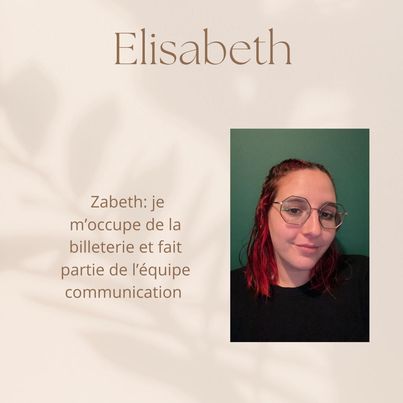 Elisabeth
Zabeth: je
m’occupe de la
billeterie et fait
partie de l’équipe
communication